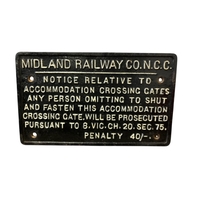 MIDLAND RAILWAY CO.N.C.C.
NOTICE RELATIVE TO
ACCOMMODATION CROSSING GATES
ANY PERSON OMITTING TO SHUT
AND FASTEN THIS ACCOMMODATION
CROSSING GATE, WILL BE PROSECUTED
PURSUANT TO 8.VIC.CH.20.SEC.75.
PENALTY 40/-.